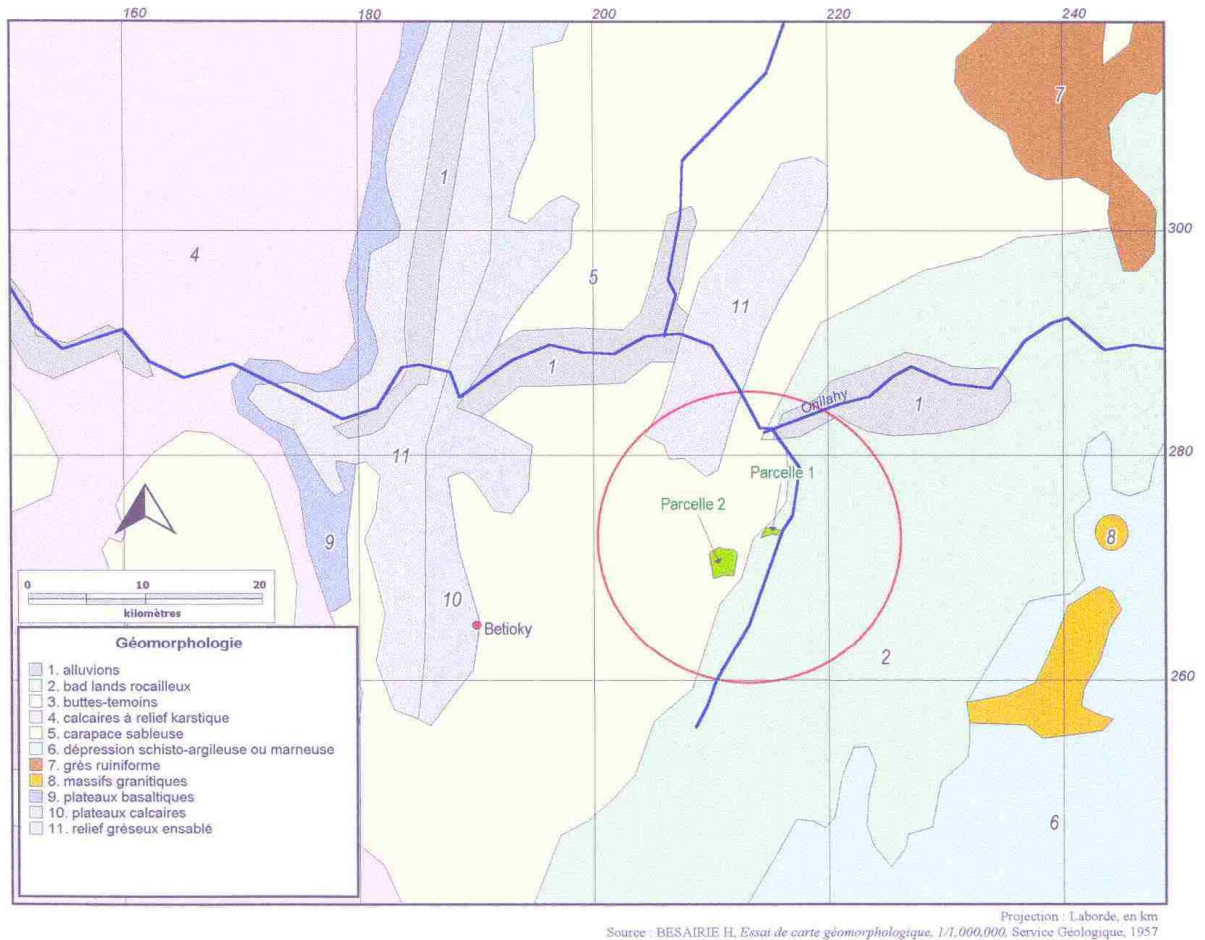 160 180 200 220 240
7
1
4
300
5
11
1
Onilahy
1
11
280
Parcelle 1
Parcelle 2
8
9
0 10 20
kilomètres
10
Betioky
2
260
6
Géomorphologie
1. alluvions
2. bad lands rocailleux
3. buttes-temoins
4. calcaires à relief karstique
5. carapace sableuse
6. dépression schisto-argileuse ou marneuse
7. grès ruiniforme
8. massifs granitiques
9. plateaux basaltiques
10. plateaux calcaires
11. relief gréseux ensablé
Projection : Laborde, en km
Source : BESAIRIE H, Essai de carte géomorphologique, 1/1,000,000, Service Géologique, 1957